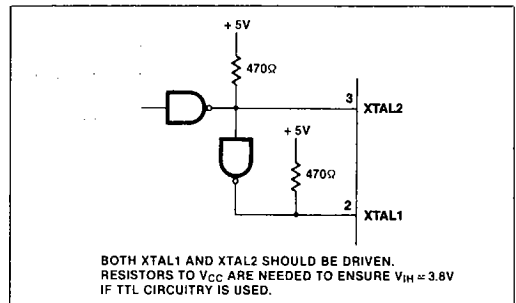 + 5V
470Ω
3 XTAL2
+ 5V
470Ω
2 XTAL1
BOTH XTAL1 AND XTAL2 SHOULD BE DRIVEN.
RESISTORS TO VCC ARE NEEDED TO ENSURE VIH = 3.8V
IF TTL CIRCUITRY IS USED.